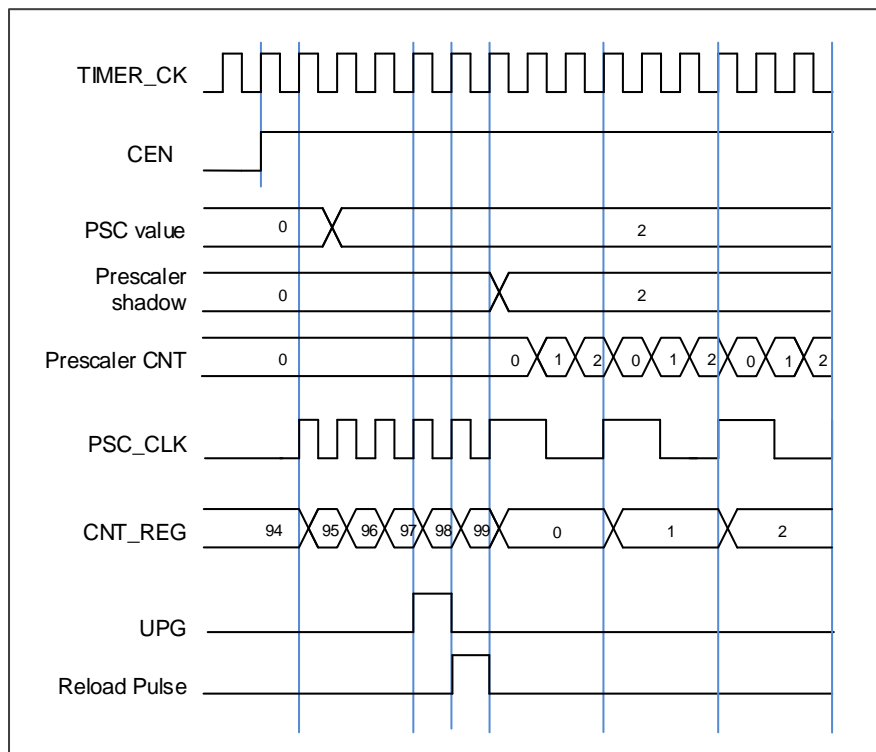 TIMER_CK
CEN
PSC value 0 2
Prescaler
shadow 0 2
Prescaler CNT 0 0 1 2 0 1 2 0 1 2
PSC_CLK
CNT_REG 94 95 96 97 98 99 0 1 2
UPG
Reload Pulse